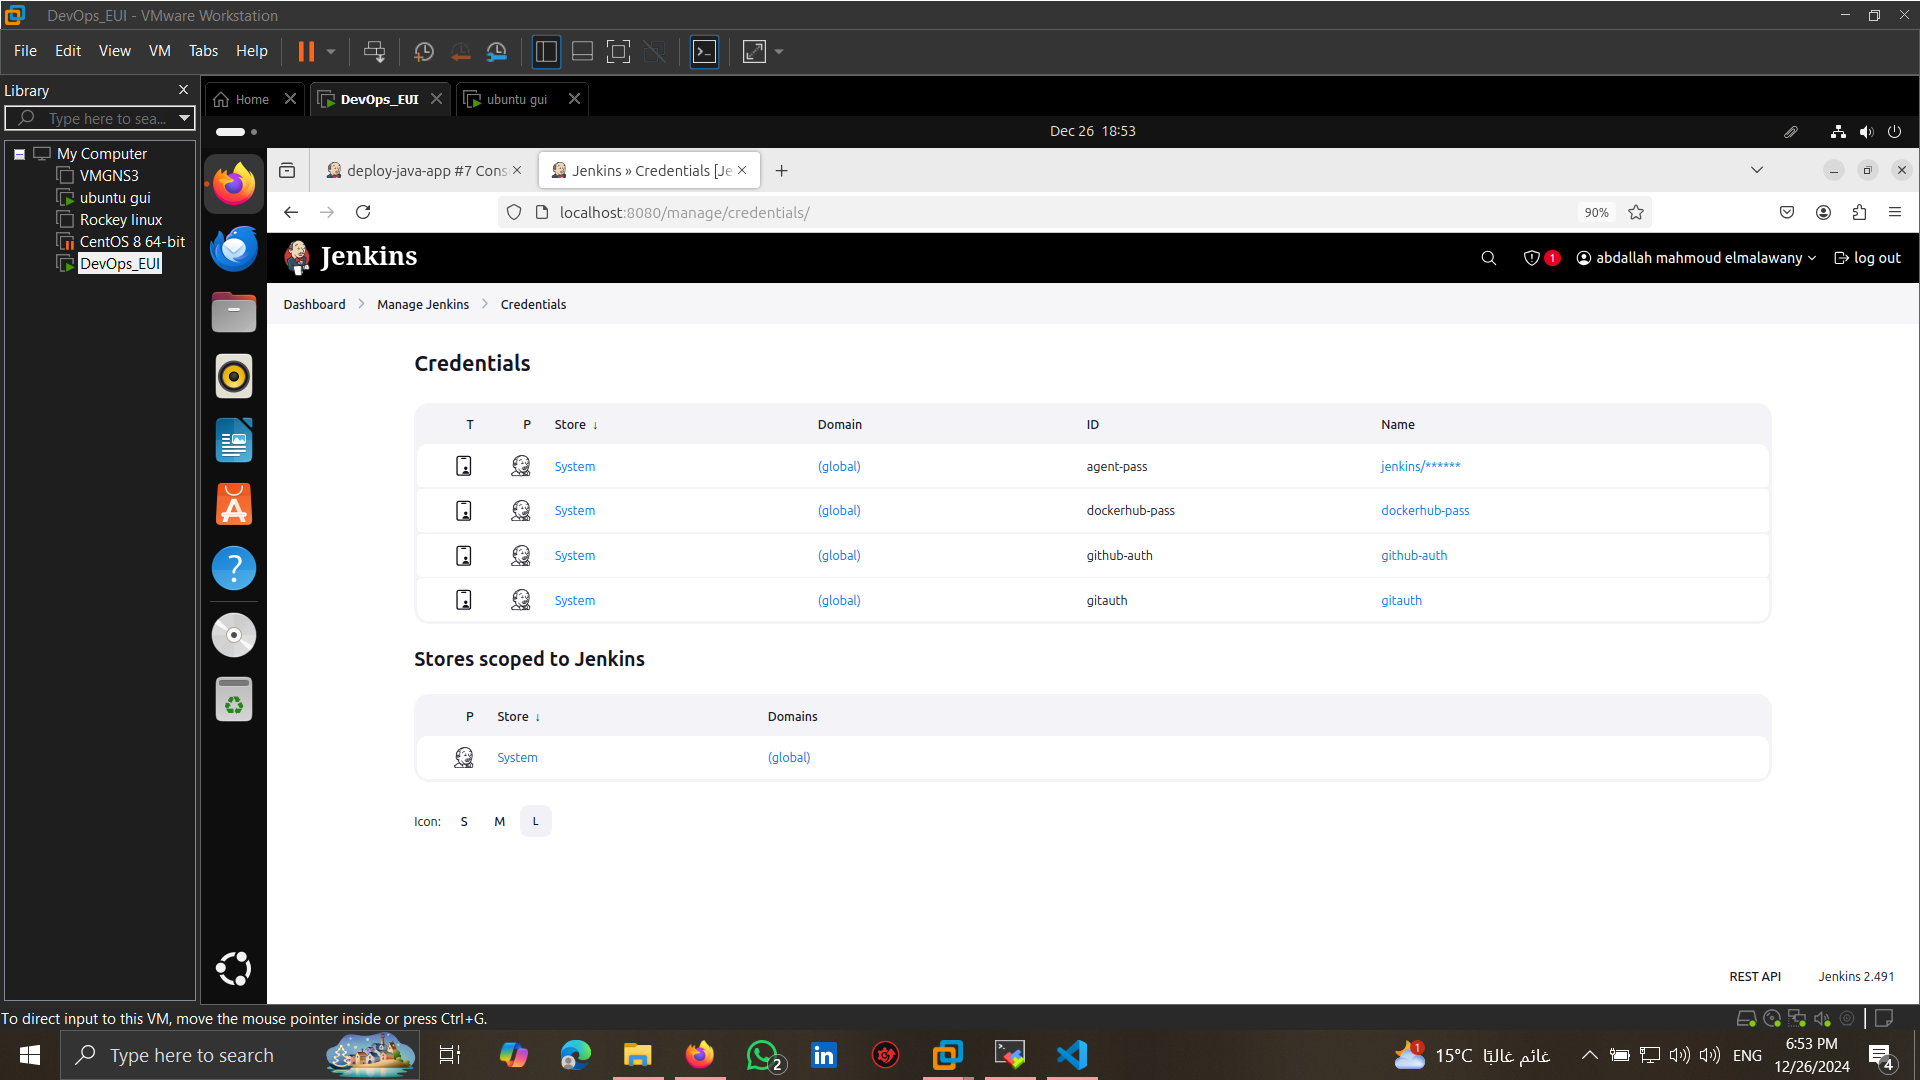 DevOps_EUI - VMware Workstation
File Edit View VM Tabs Help
Library
Type here to sea...
My Computer
VMGNS3
ubuntu gui
Rockey linux
CentOS 8 64-bit
DevOps_EUI
Home
DevOps_EUI
ubuntu gui
Dec 26 18:53
deploy-java-app #7 Cons
Jenkins » Credentials [Je
localhost:8080/manage/credentials/
90%
Jenkins
1
abdallah mahmoud elmalawany
log out
Dashboard
Manage Jenkins
Credentials
Credentials
T P Store ↓ Domain ID Name
System (global) agent-pass jenkins/******
System (global) dockerhub-pass dockerhub-pass
System (global) github-auth github-auth
System (global) gitauth gitauth
Stores scoped to Jenkins
P Store ↓ Domains
System (global)
Icon: S M L
REST API
Jenkins 2.491
To direct input to this VM, move the mouse pointer inside or press Ctrl+G.
Type here to search
2
1
15°C غائم غالبًا
ENG
6:53 PM
12/26/2024
4